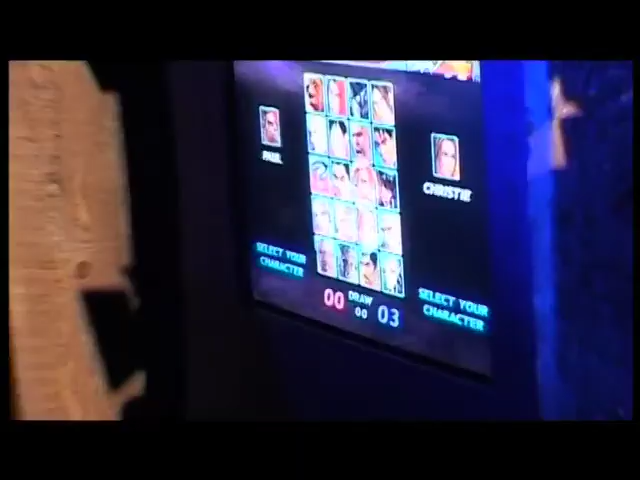 PAUL
CHRISTIE
SELECT YOUR
CHARACTER
SELECT YOUR
CHARACTER
00 DRAW 03
00